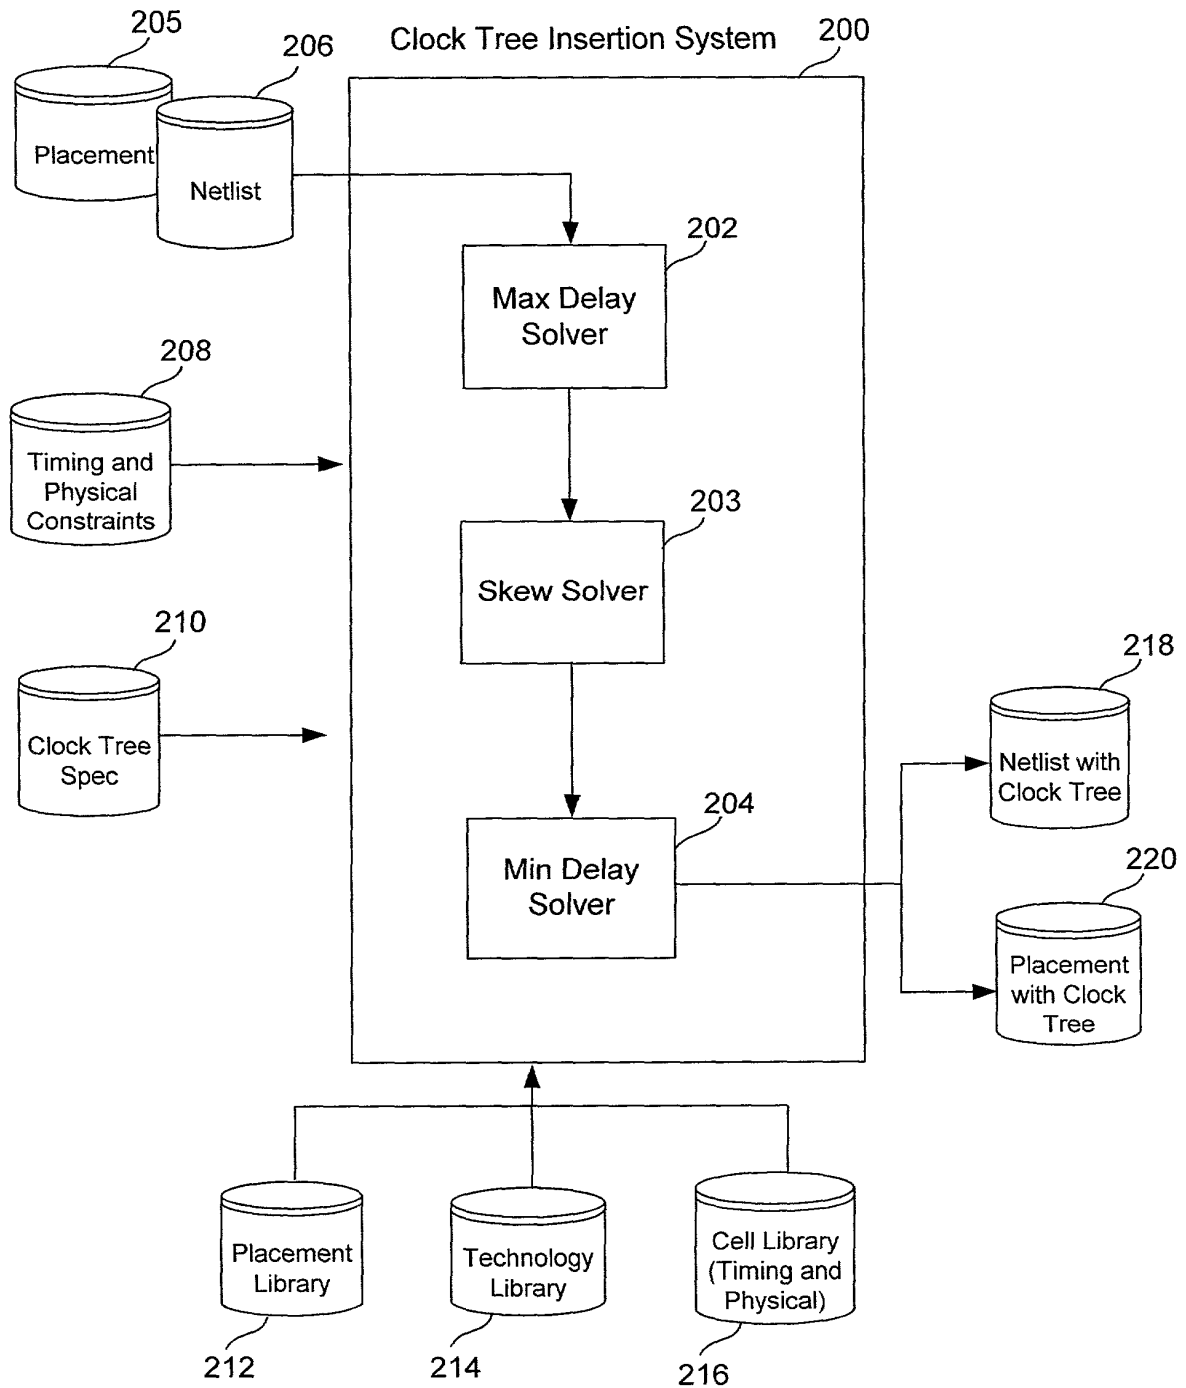 205
206
Clock Tree Insertion System
200
Placement
Netlist
202
Max Delay
Solver
208
Timing and
Physical
Constraints
203
Skew Solver
210
Clock Tree
Spec
218
Netlist with
Clock Tree
204
Min Delay
Solver
220
Placement
with Clock
Tree
Placement
Library
Technology
Library
Cell Library
(Timing and
Physical)
212
214
216